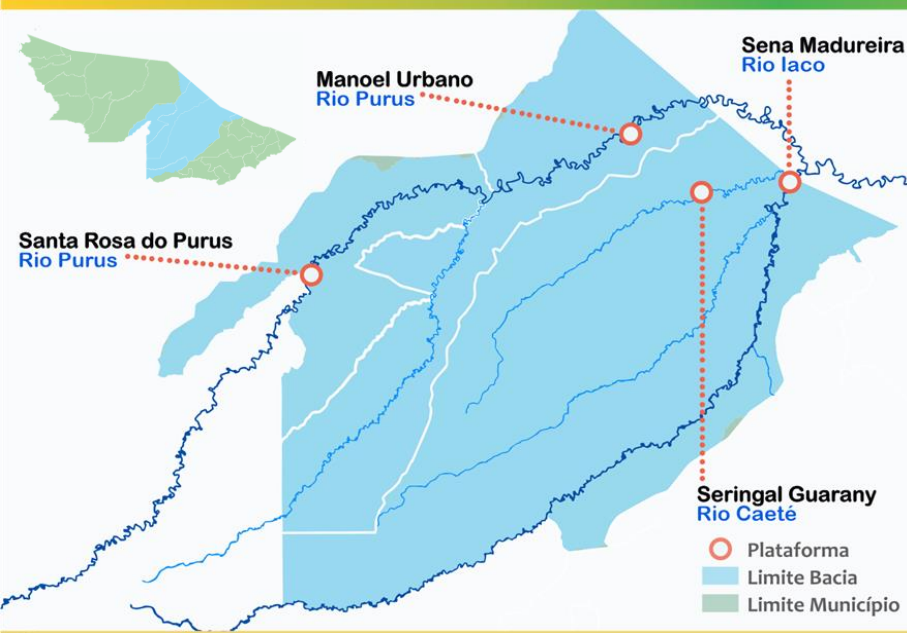 Sena Madureira
Rio Iaco
Manoel Urbano
Rio Purus
Santa Rosa do Purus
Rio Purus
Seringal Guarany
Rio Caeté
Plataforma
Limite Bacia
Limite Município